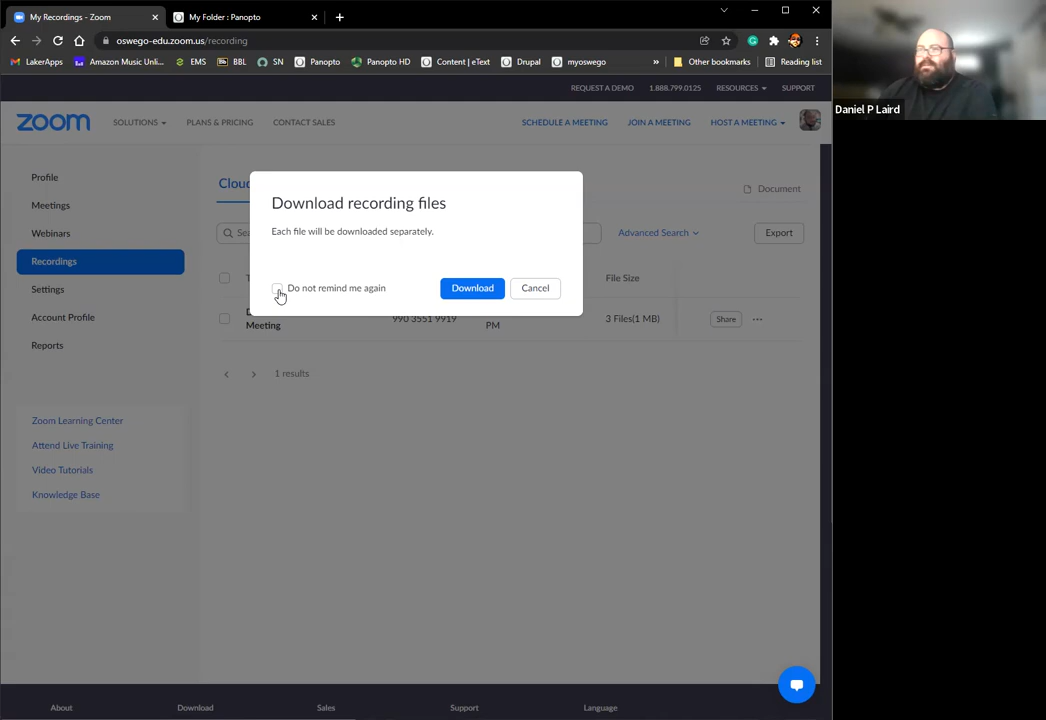 My Recordings - Zoom
My Folder : Panopto
oswego-edu.zoom.us/recording
LakerApps
Amazon Music Unli...
EMS
Bb
BBL
SN
Panopto
Panopto HD
Content | eText
Drupal
myoswego
»
Other bookmarks
Reading list
REQUEST A DEMO
1.888.799.0125
RESOURCES
SUPPORT
zoom
SOLUTIONS
PLANS & PRICING
CONTACT SALES
SCHEDULE A MEETING
JOIN A MEETING
HOST A MEETING
Profile
Meetings
Webinars
Recordings
Settings
Account Profile
Reports
Zoom Learning Center
Attend Live Training
Video Tutorials
Knowledge Base
Document
Advanced Search
Export
Download recording files
Each file will be downloaded separately.
Do not remind me again
Download
Cancel
File Size
990 3551 9919
Meeting
PM
3 Files(1 MB)
Share
1 results
About
Download
Sales
Support
Language
Daniel P Laird